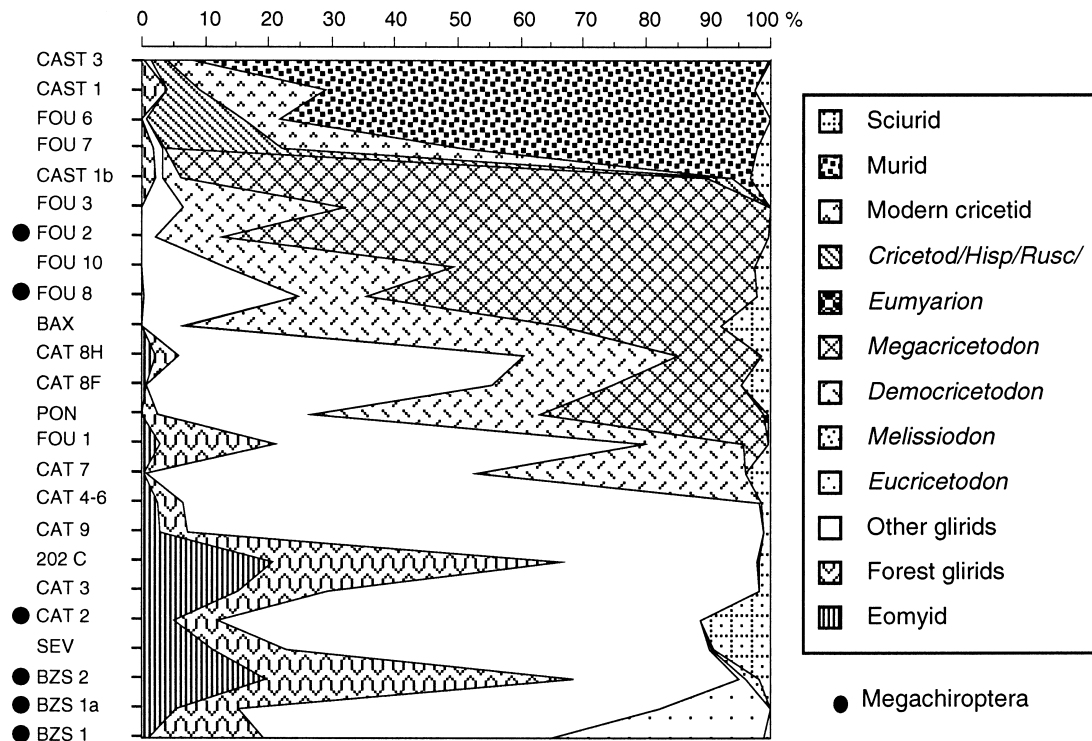 0 10 20 30 40 50 60 70 80 90 100 %
CAST 3
CAST 1
FOU 6
FOU 7
CAST 1b
FOU 3
FOU 2
FOU 10
FOU 8
BAX
CAT 8H
CAT 8F
PON
FOU 1
CAT 7
CAT 4-6
CAT 9
202 C
CAT 3
CAT 2
SEV
BZS 2
BZS 1a
BZS 1
Sciurid
Murid
Modern cricetid
Cricetod/Hisp/Rusc/
Eumyarion
Megacricetodon
Democricetodon
Melissiodon
Eucricetodon
Other glirids
Forest glirids
Eomyid
Megachiroptera